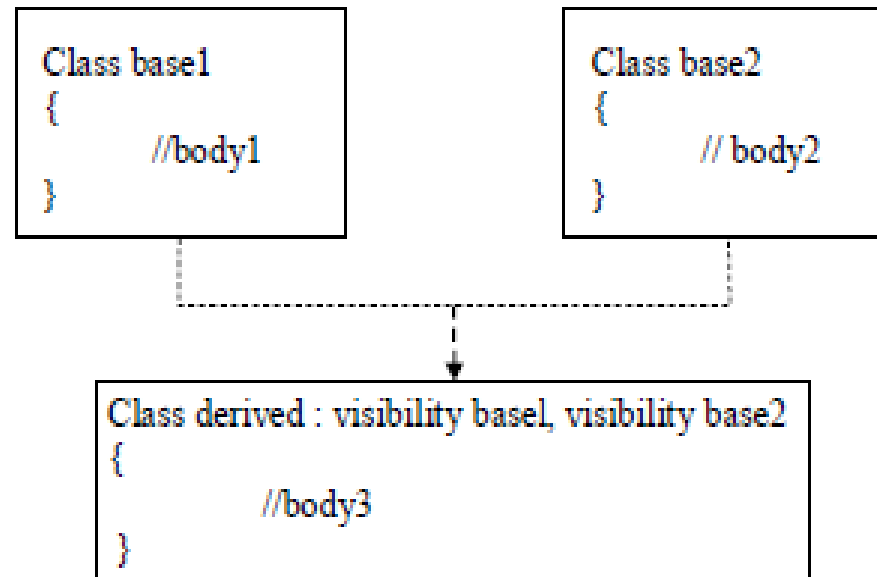 Class base1
{
//body1
}
Class base2
{
// body2
}
Class derived : visibility basel, visibility base2
{
//body3
}